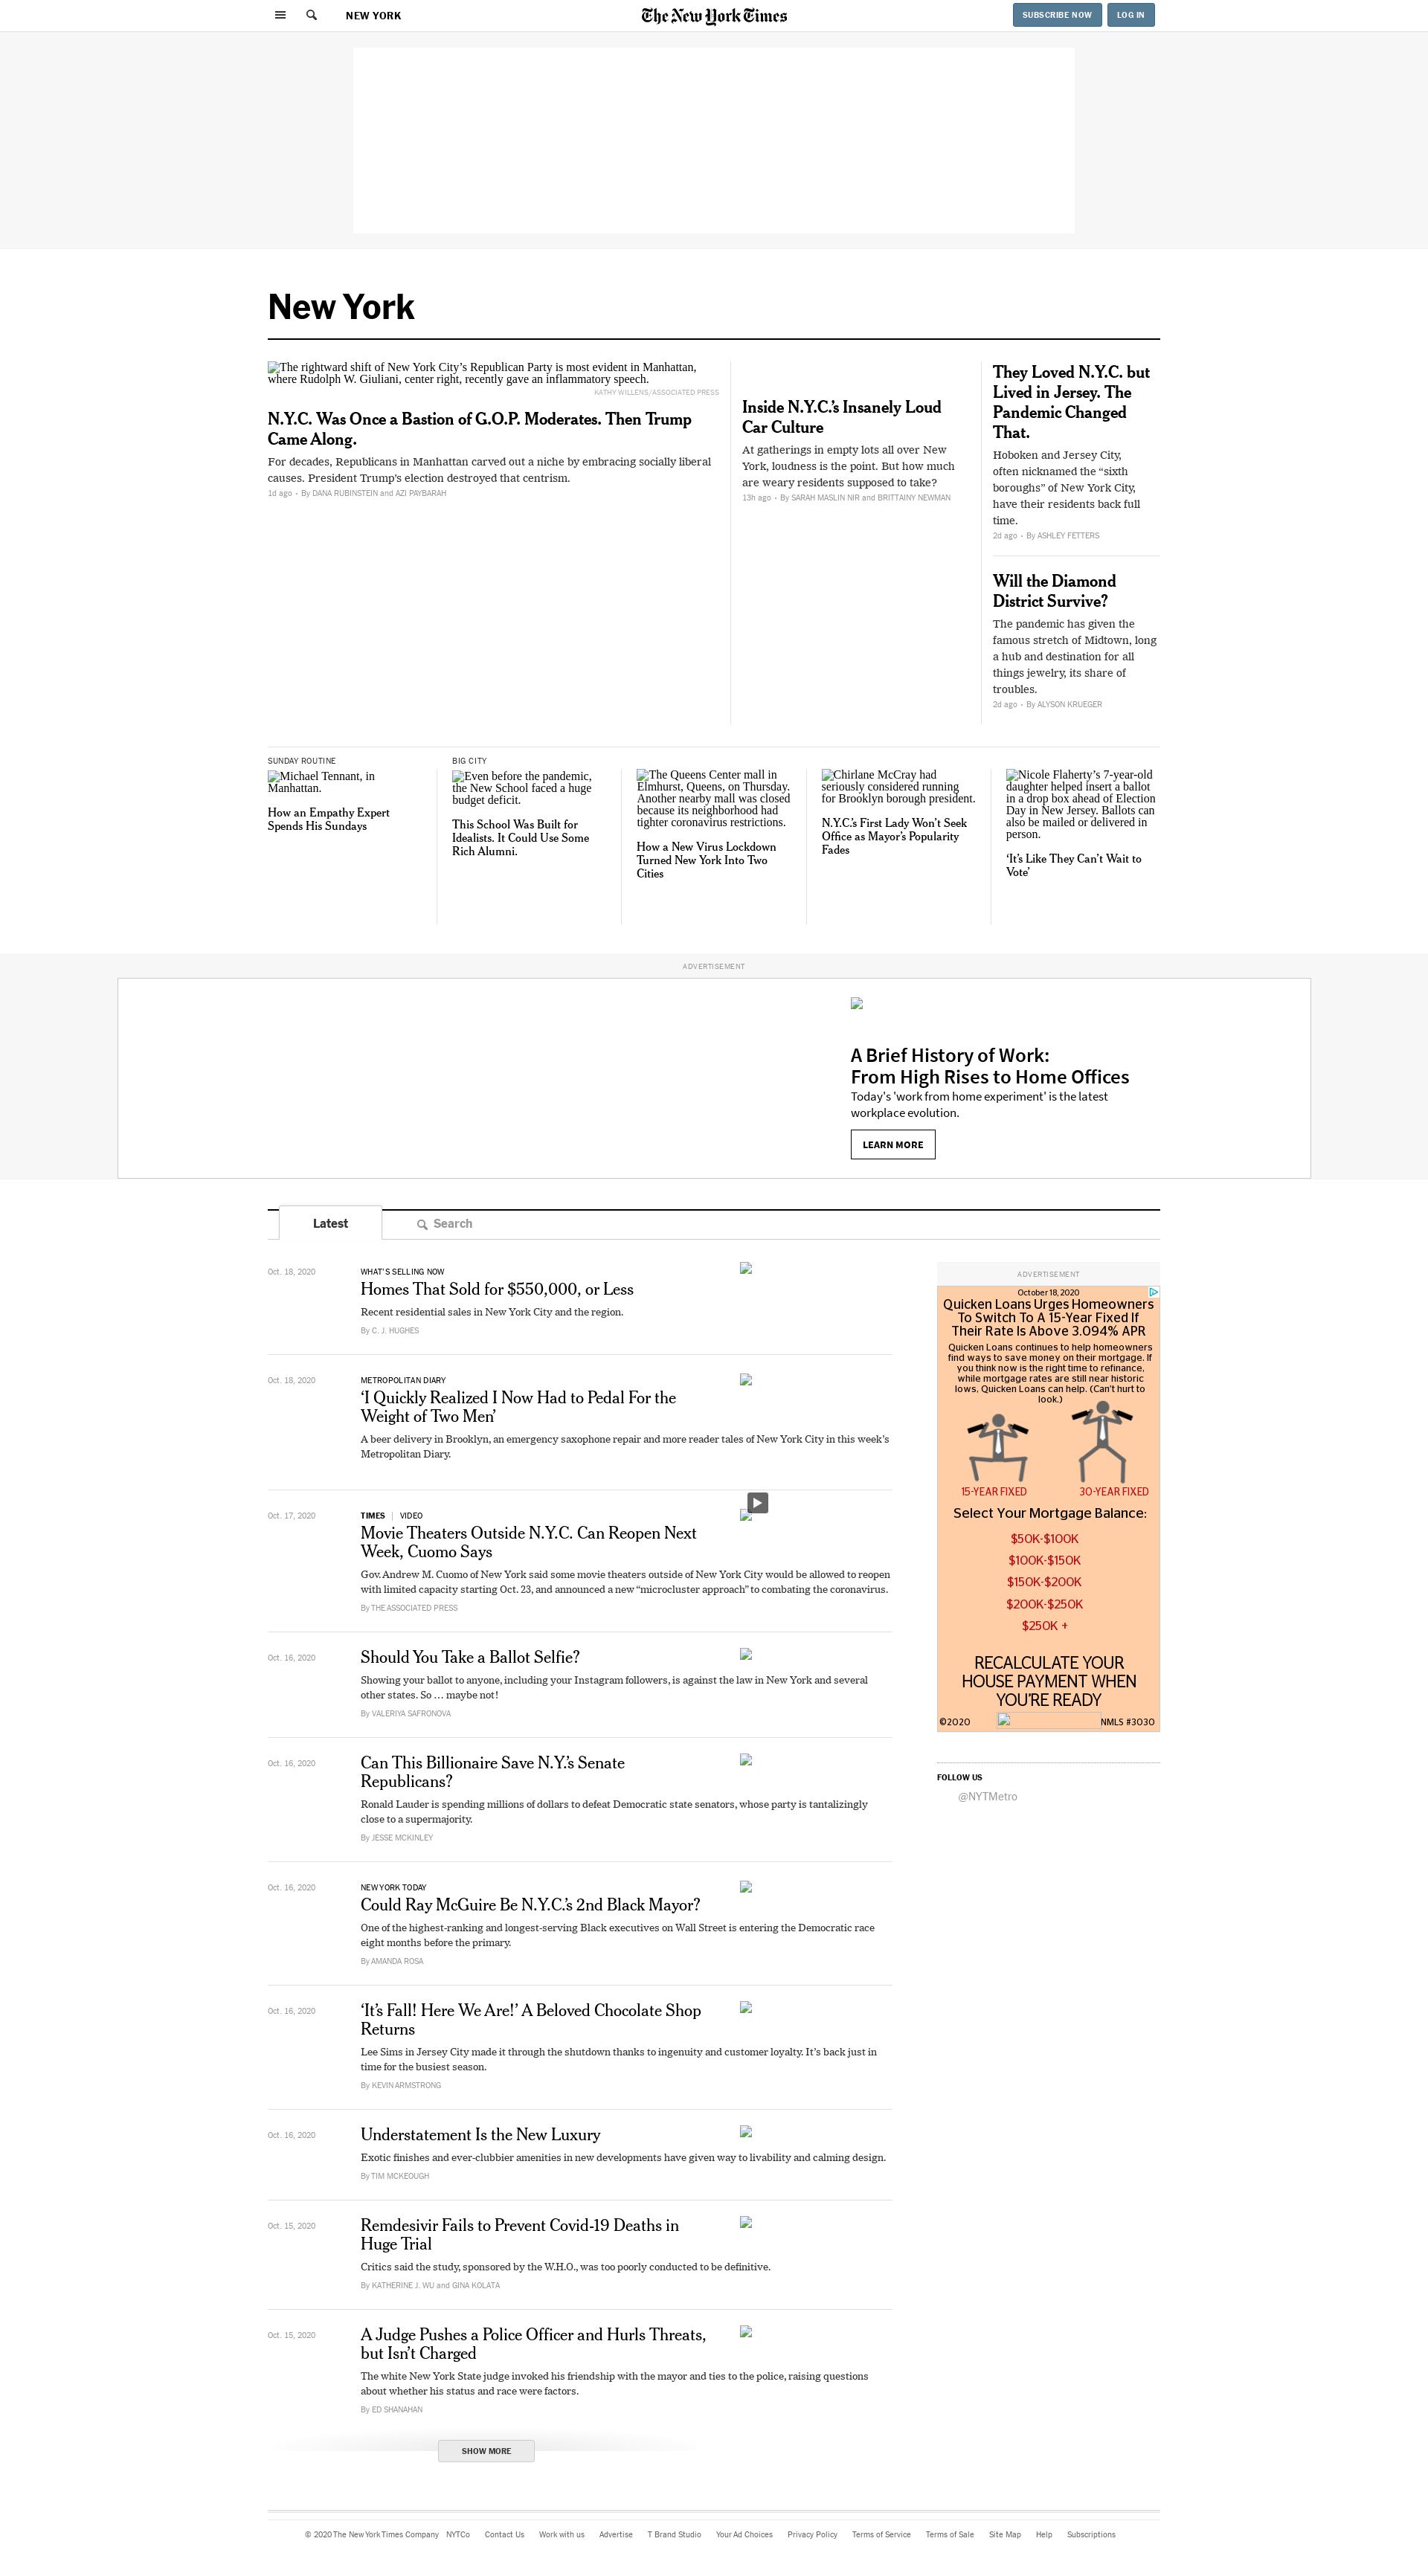 NEW YORK
The New York Times
SUBSCRIBE NOW
LOG IN
New York
The rightward shift of New York City’s Republican Party is most evident in Manhattan,
where Rudolph W. Giuliani, center right, recently gave an inflammatory speech.
KATHY WILLENS/ASSOCIATED PRESS
N.Y.C. Was Once a Bastion of G.O.P. Moderates. Then Trump
Came Along.
For decades, Republicans in Manhattan carved out a niche by embracing socially liberal
causes. President Trump’s election destroyed that centrism.
1d ago • By DANA RUBINSTEIN and AZI PAYBARAH
Inside N.Y.C.’s Insanely Loud
Car Culture
At gatherings in empty lots all over New
York, loudness is the point. But how much
are weary residents supposed to take?
13h ago • By SARAH MASLIN NIR and BRITTAINY NEWMAN
They Loved N.Y.C. but
Lived in Jersey. The
Pandemic Changed
That.
Hoboken and Jersey City,
often nicknamed the “sixth
boroughs” of New York City,
have their residents back full
time.
2d ago • By ASHLEY FETTERS
Will the Diamond
District Survive?
The pandemic has given the
famous stretch of Midtown, long
a hub and destination for all
things jewelry, its share of
troubles.
2d ago • By ALYSON KRUEGER
SUNDAY ROUTINE
Michael Tennant, in
Manhattan.
How an Empathy Expert
Spends His Sundays
BIG CITY
Even before the pandemic,
the New School faced a huge
budget deficit.
This School Was Built for
Idealists. It Could Use Some
Rich Alumni.
The Queens Center mall in
Elmhurst, Queens, on Thursday.
Another nearby mall was closed
because its neighborhood had
tighter coronavirus restrictions.
How a New Virus Lockdown
Turned New York Into Two
Cities
Chirlane McCray had
seriously considered running
for Brooklyn borough president.
N.Y.C.’s First Lady Won’t Seek
Office as Mayor’s Popularity
Fades
Nicole Flaherty’s 7-year-old
daughter helped insert a ballot
in a drop box ahead of Election
Day in New Jersey. Ballots can
also be mailed or delivered in
person.
‘It’s Like They Can’t Wait to
Vote’
ADVERTISEMENT
A Brief History of Work:
From High Rises to Home Offices
Today's 'work from home experiment' is the latest
workplace evolution.
LEARN MORE
Latest
Search
Oct. 18, 2020
WHAT'S SELLING NOW
Homes That Sold for $550,000, or Less
Recent residential sales in New York City and the region.
By C. J. HUGHES
Oct. 18, 2020
METROPOLITAN DIARY
‘I Quickly Realized I Now Had to Pedal For the
Weight of Two Men’
A beer delivery in Brooklyn, an emergency saxophone repair and more reader tales of New York City in this week’s
Metropolitan Diary.
Oct. 17, 2020
TIMES | VIDEO
Movie Theaters Outside N.Y.C. Can Reopen Next
Week, Cuomo Says
Gov. Andrew M. Cuomo of New York said some movie theaters outside of New York City would be allowed to reopen
with limited capacity starting Oct. 23, and announced a new “microcluster approach” to combating the coronavirus.
By THE ASSOCIATED PRESS
Oct. 16, 2020
Should You Take a Ballot Selfie?
Showing your ballot to anyone, including your Instagram followers, is against the law in New York and several
other states. So … maybe not!
By VALERIYA SAFRONOVA
Oct. 16, 2020
Can This Billionaire Save N.Y.’s Senate
Republicans?
Ronald Lauder is spending millions of dollars to defeat Democratic state senators, whose party is tantalizingly
close to a supermajority.
By JESSE MCKINLEY
Oct. 16, 2020
NEW YORK TODAY
Could Ray McGuire Be N.Y.C.’s 2nd Black Mayor?
One of the highest-ranking and longest-serving Black executives on Wall Street is entering the Democratic race
eight months before the primary.
By AMANDA ROSA
Oct. 16, 2020
‘It’s Fall! Here We Are!’ A Beloved Chocolate Shop
Returns
Lee Sims in Jersey City made it through the shutdown thanks to ingenuity and customer loyalty. It’s back just in
time for the busiest season.
By KEVIN ARMSTRONG
Oct. 16, 2020
Understatement Is the New Luxury
Exotic finishes and ever-clubbier amenities in new developments have given way to livability and calming design.
By TIM MCKEOUGH
Oct. 15, 2020
Remdesivir Fails to Prevent Covid-19 Deaths in
Huge Trial
Critics said the study, sponsored by the W.H.O., was too poorly conducted to be definitive.
By KATHERINE J. WU and GINA KOLATA
Oct. 15, 2020
A Judge Pushes a Police Officer and Hurls Threats,
but Isn’t Charged
The white New York State judge invoked his friendship with the mayor and ties to the police, raising questions
about whether his status and race were factors.
By ED SHANAHAN
SHOW MORE
ADVERTISEMENT
October 18, 2020
Quicken Loans Urges Homeowners
To Switch To A 15-Year Fixed If
Their Rate Is Above 3.094% APR
Quicken Loans continues to help homeowners
find ways to save money on their mortgage. If
you think now is the right time to refinance,
while mortgage rates are still near historic
lows, Quicken Loans can help. (Can't hurt to
look.)
15-YEAR FIXED
30-YEAR FIXED
Select Your Mortgage Balance:
$50K-$100K
$100K-$150K
$150K-$200K
$200K-$250K
$250K +
RECALCULATE YOUR
HOUSE PAYMENT WHEN
YOU'RE READY
©2020
NMLS #3030
FOLLOW US
@NYTMetro
© 2020 The New York Times Company NYTCo Contact Us Work with us Advertise T Brand Studio Your Ad Choices Privacy Policy Terms of Service Terms of Sale Site Map Help Subscriptions